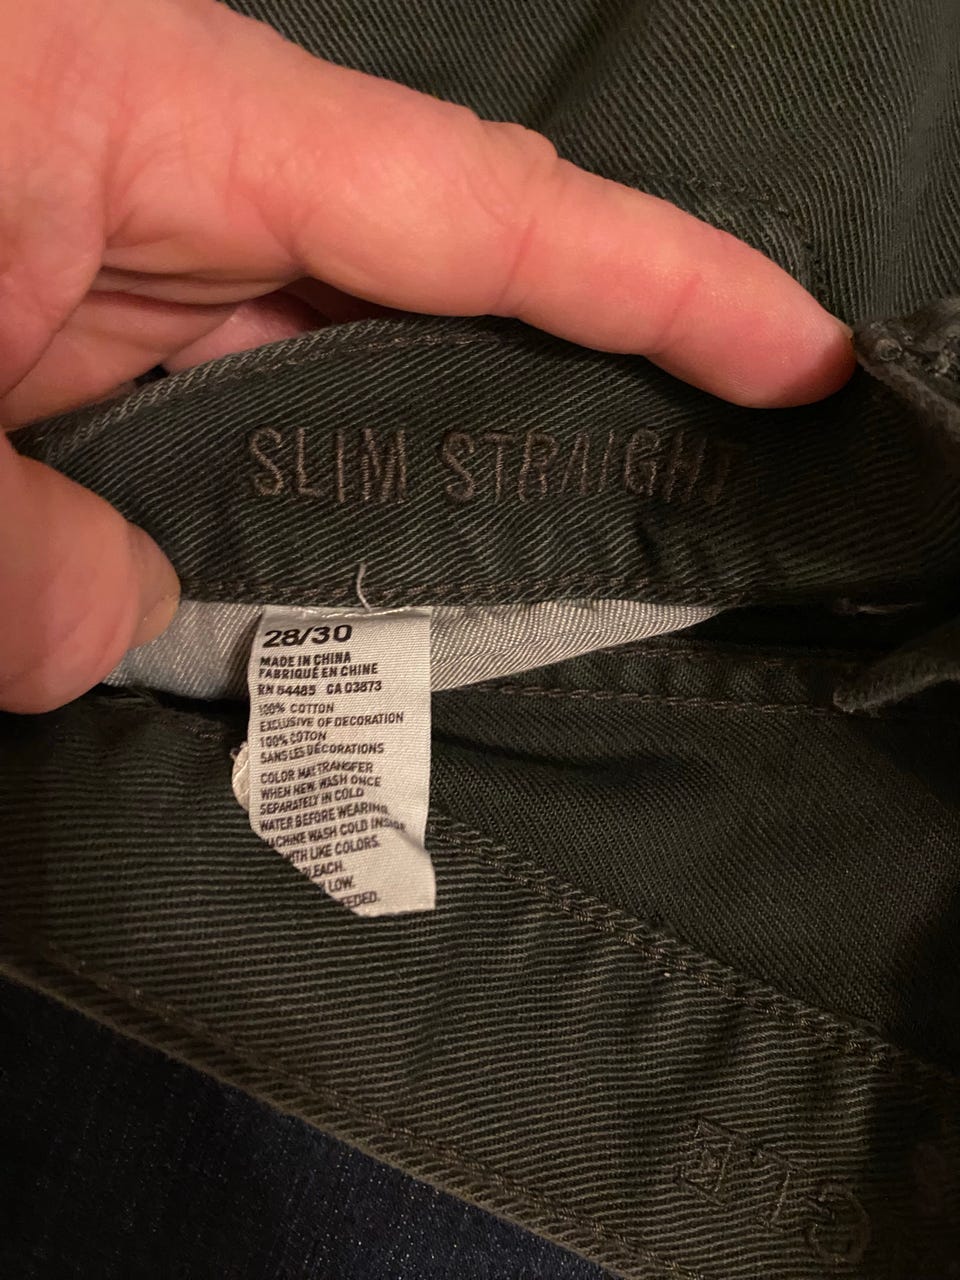 SLIM STRAIGHT
28/30
MADE IN CHINA
FABRIQUÉ EN CHINE
RN 54485 CA 03873
100% COTTON
EXCLUSIVE OF DECORATION
100% COTON
SANS LES DÉCORATIONS
COLOR MAY TRANSFER
WHEN NEW. WASH ONCE
SEPARATELY IN COLD
WATER BEFORE WEARING.
MACHINE WASH COLD INSIDE
WITH LIKE COLORS.
BLEACH.
LOW.